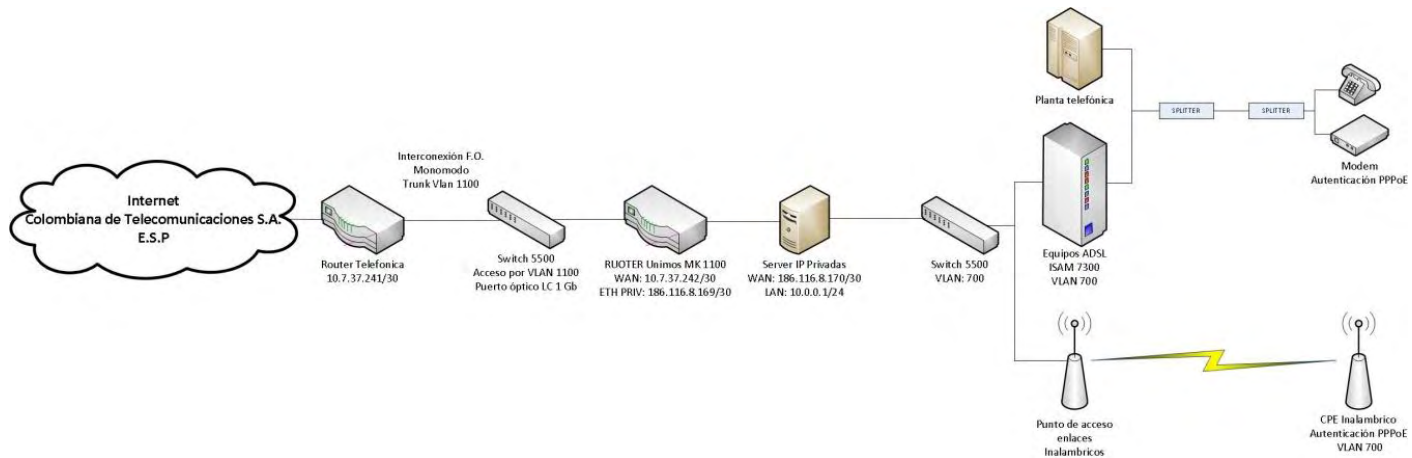 Internet
Colombiana de Telecomunicaciones S.A.
E.S.P
Router Telefonica
10.7.37.241/30
Interconexión F.O.
Monomodo
Trunk Vlan 1100
Switch 5500
Acceso por VLAN 1100
Puerto óptico LC 1 Gb
RUOTER Unimos MK 1100
WAN: 10.7.37.242/30
ETH PRIV: 186.116.8.169/30
Server IP Privadas
WAN: 186.116.8.170/30
LAN: 10.0.0.1/24
Switch 5500
VLAN: 700
Planta telefónica
Equipos ADSL
ISAM 7300
VLAN 700
SPLITTER
SPLITTER
Modem
Autenticación PPPoE
Punto de acceso
enlaces
Inalambricos
CPE Inalambrico
Autenticación PPPoE
VLAN 700